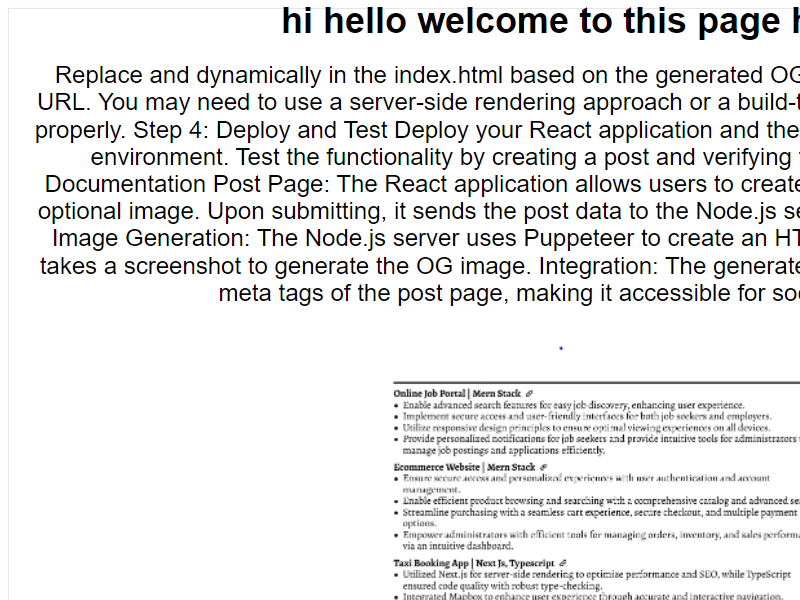 hi hello welcome to this page h
Replace and dynamically in the index.html based on the generated OG
URL. You may need to use a server-side rendering approach or a build-t
properly. Step 4: Deploy and Test Deploy your React application and the
environment. Test the functionality by creating a post and verifying
Documentation Post Page: The React application allows users to create
optional image. Upon submitting, it sends the post data to the Node.js se
Image Generation: The Node.js server uses Puppeteer to create an HT
takes a screenshot to generate the OG image. Integration: The generate
meta tags of the post page, making it accessible for soc
Online Job Portal | Mern Stack
• Enable advanced search features for easy job discovery, enhancing user experience.
• Implement secure access and user-friendly interfaces for both job seekers and employers.
• Utilize responsive design principles to ensure optimal viewing experiences on all devices.
• Provide personalized notifications for job seekers and provide intuitive tools for administrators
manage job postings and applications efficiently.
Ecommerce Website | Mern Stack
• Ensure secure access and personalized experiences with user authentication and account
management.
• Enable efficient product browsing and searching with a comprehensive catalog and advanced se
• Streamline purchasing with a seamless cart experience, secure checkout, and multiple payment
options.
• Empower administrators with efficient tools for managing orders, inventory, and sales performa
via an intuitive dashboard.
Taxi Booking App | Next Js, Typescript
• Utilized Next.js for server-side rendering to optimize performance and SEO, while TypeScript
ensured code quality with robust type-checking.
• Integrated Mapbox to enhance user experience through accurate and interactive navigation.